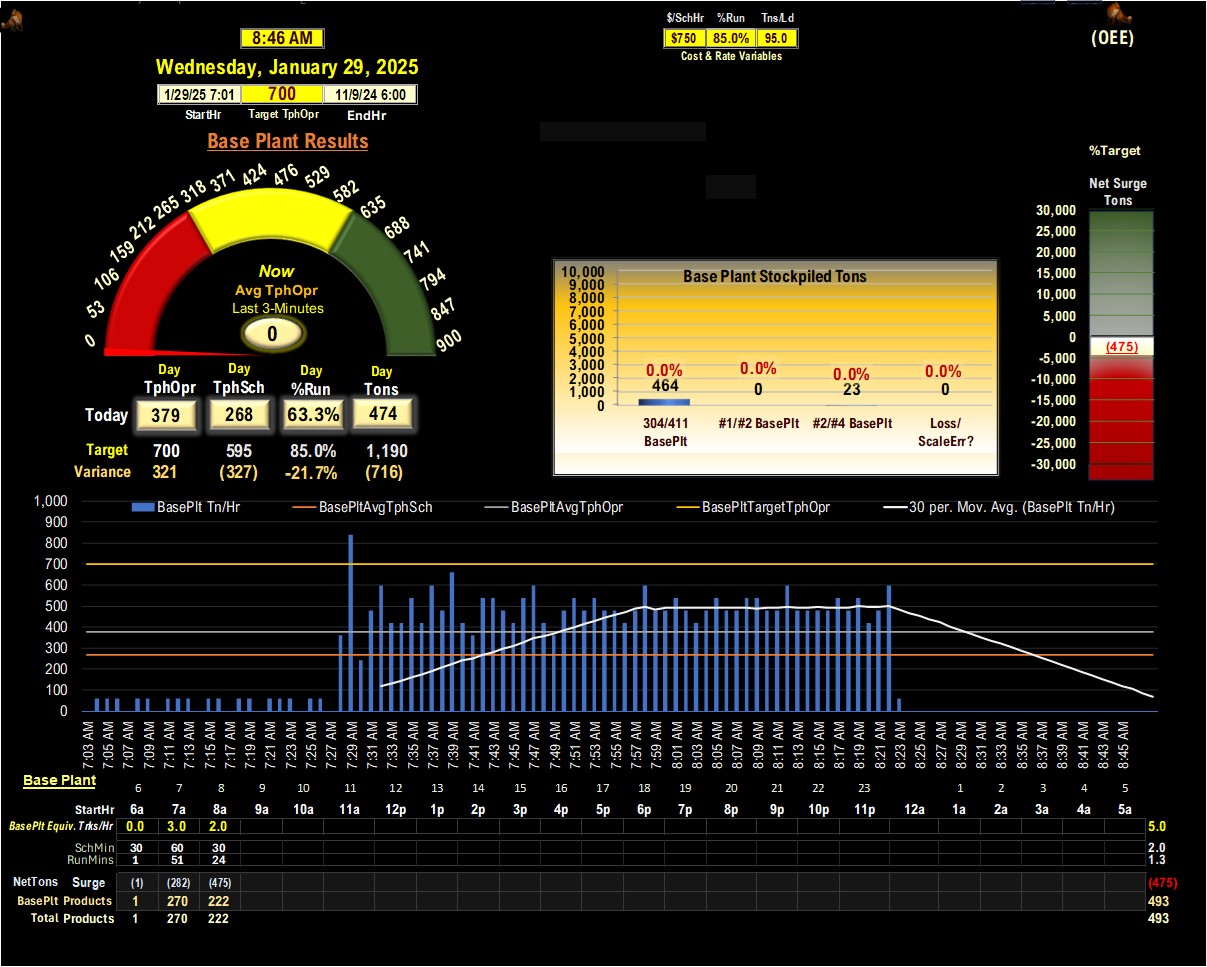 $/SchHr %Run Tns/Ld
8:46 AM
$750 85.0% 95.0
(OEE)
Cost & Rate Variables
Wednesday, January 29, 2025
1/29/25 7:01 700 11/9/24 6:00
StartHr Target TphOpr EndHr
Base Plant Results
%Target
Net Surge
Tons
0 53 106 159 212 265 318 371 424 476 529 582 635 688 741 794 847 900
Now
Avg TphOpr
Last 3-Minutes
0
Day Day Day Day
TphOpr TphSch %Run Tons
Today 379 268 63.3% 474
Target 700 595 85.0% 1,190
Variance 321 (327) -21.7% (716)
Base Plant Stockpiled Tons
10,000
9,000
8,000
7,000
6,000
5,000
4,000
3,000
2,000
1,000
0
0.0% 0.0% 0.0% 0.0%
464 0 23 0
304/411 #1/#2 BasePlt #2/#4 BasePlt Loss/
BasePlt ScaleErr?
30,000
25,000
20,000
15,000
10,000
5,000
0
(475)
-5,000
-10,000
-15,000
-20,000
-25,000
-30,000
BasePlt Tn/Hr BasePltAvgTphSch BasePltAvgTphOpr BasePltTargetTphOpr 30 per. Mov. Avg. (BasePlt Tn/Hr)
1,000
900
800
700
600
500
400
300
200
100
0
7:03 AM 7:05 AM 7:07 AM 7:09 AM 7:11 AM 7:13 AM 7:15 AM 7:17 AM 7:19 AM 7:21 AM 7:23 AM 7:25 AM 7:27 AM 7:29 AM 7:31 AM 7:33 AM 7:35 AM 7:37 AM 7:39 AM 7:41 AM 7:43 AM 7:45 AM 7:47 AM 7:49 AM 7:51 AM 7:53 AM 7:55 AM 7:57 AM 7:59 AM 8:01 AM 8:03 AM 8:05 AM 8:07 AM 8:09 AM 8:11 AM 8:13 AM 8:15 AM 8:17 AM 8:19 AM 8:21 AM 8:23 AM 8:25 AM 8:27 AM 8:29 AM 8:31 AM 8:33 AM 8:35 AM 8:37 AM 8:39 AM 8:41 AM 8:43 AM 8:45 AM
Base Plant
6 7 8 9 10 11 12 13 14 15 16 17 18 19 20 21 22 23 1 2 3 4 5
StartHr 6a 7a 8a 9a 10a 11a 12p 1p 2p 3p 4p 5p 6p 7p 8p 9p 10p 11p 12a 1a 2a 3a 4a 5a
BasePlt Equiv. Trks/Hr 0.0 3.0 2.0 5.0
SchMin 30 60 30 2.0
RunMins 1 51 24 1.3
NetTons Surge (1) (282) (475) (475)
BasePlt Products 1 270 222 493
Total Products 1 270 222 493